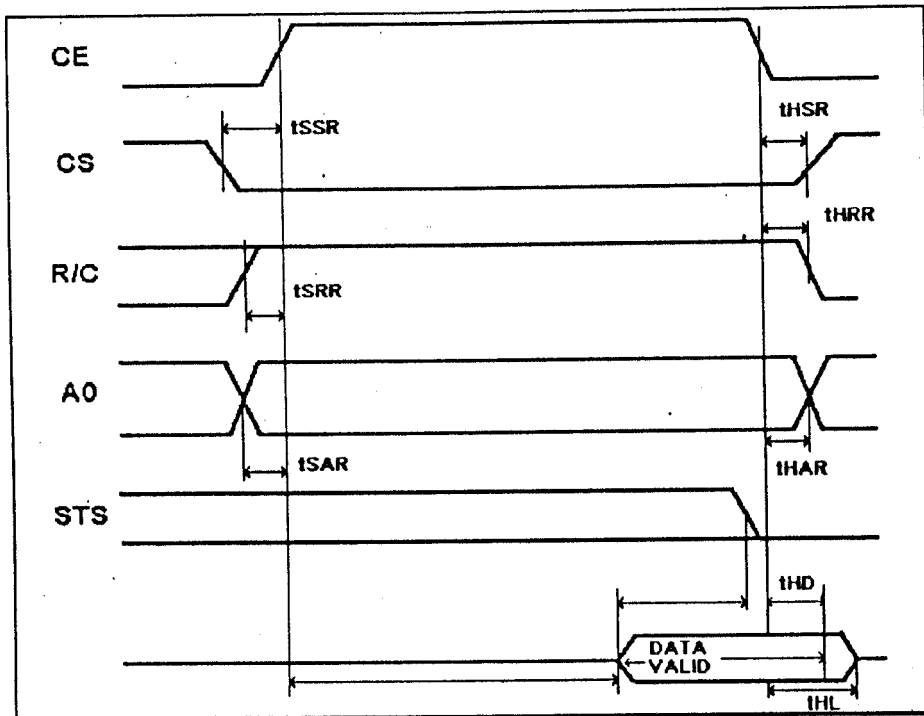 CE
tSSR
tHSR
CS
tHRR
R/C
tSRR
A0
tSAR
tHAR
STS
tHD
DATA
VALID
tHL